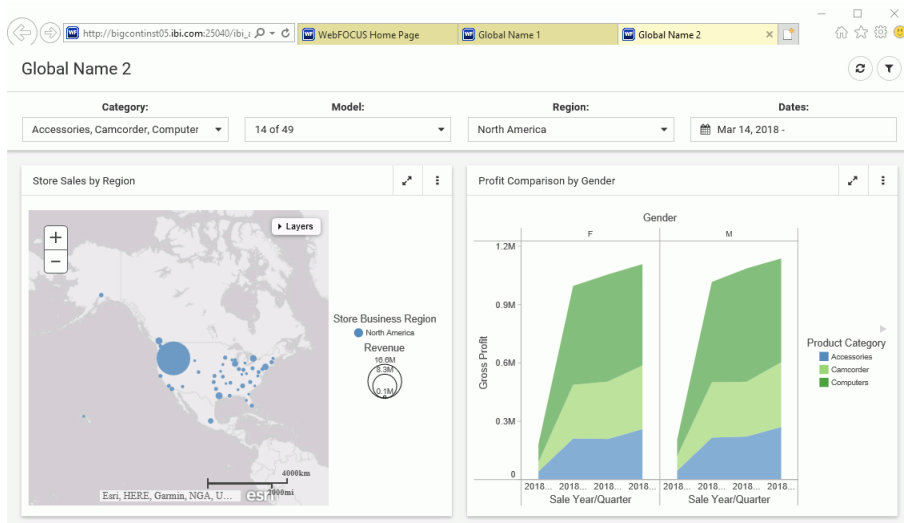 http://bigcontinst05.ibi.com:25040/ibi_a
WebFOCUS Home Page
Global Name 1
Global Name 2
Global Name 2
Category:
Model:
Region:
Dates:
Accessories, Camcorder, Computer
14 of 49
North America
Mar 14, 2018 -
Store Sales by Region
Profit Comparison by Gender
Layers
+
−
Store Business Region
North America
Revenue
16.6M
8.3M
0.1M
4000km
2000mi
Esri, HERE, Garmin, NGA, U...
esri
Gender
F
M
1.2M
0.9M
0.6M
0.3M
0
Gross Profit
2018... 2018... 2018... 2018...
2018... 2018... 2018... 2018...
Sale Year/Quarter
Sale Year/Quarter
Product Category
Accessories
Camcorder
Computers